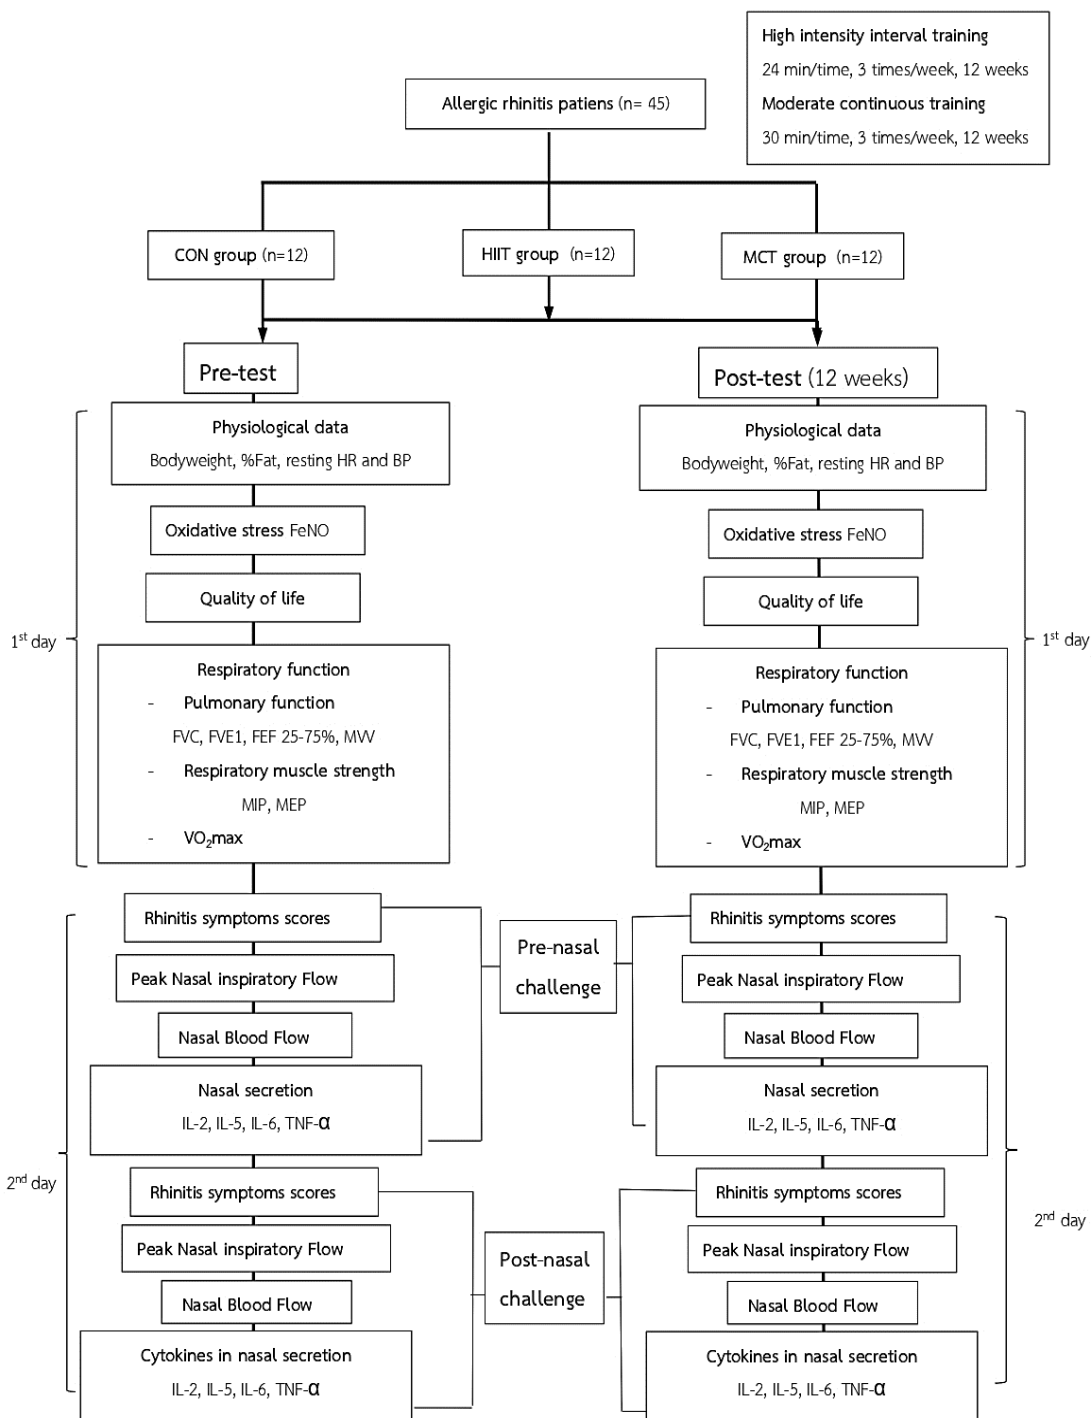 High intensity interval training
24 min/time, 3 times/week, 12 weeks
Moderate continuous training
30 min/time, 3 times/week, 12 weeks
Allergic rhinitis patiens (n= 45)
CON group (n=12)
HIIT group (n=12)
MCT group (n=12)
Pre-test
Physiological data
Bodyweight, %Fat, resting HR and BP
Oxidative stress FeNO
Quality of life
1st day
Respiratory function
- Pulmonary function
FVC, FVE1, FEF 25-75%, MVV
- Respiratory muscle strength
MIP, MEP
- VO₂max
Rhinitis symptoms scores
Peak Nasal inspiratory Flow
Nasal Blood Flow
Nasal secretion
IL-2, IL-5, IL-6, TNF-α
2nd day
Rhinitis symptoms scores
Peak Nasal inspiratory Flow
Nasal Blood Flow
Cytokines in nasal secretion
IL-2, IL-5, IL-6, TNF-α
Pre-nasal
challenge
Post-nasal
challenge
Post-test (12 weeks)
Physiological data
Bodyweight, %Fat, resting HR and BP
Oxidative stress FeNO
Quality of life
1st day
Respiratory function
- Pulmonary function
FVC, FVE1, FEF 25-75%, MVV
- Respiratory muscle strength
MIP, MEP
- VO₂max
Rhinitis symptoms scores
Peak Nasal inspiratory Flow
Nasal Blood Flow
Nasal secretion
IL-2, IL-5, IL-6, TNF-α
2nd day
Rhinitis symptoms scores
Peak Nasal inspiratory Flow
Nasal Blood Flow
Cytokines in nasal secretion
IL-2, IL-5, IL-6, TNF-α